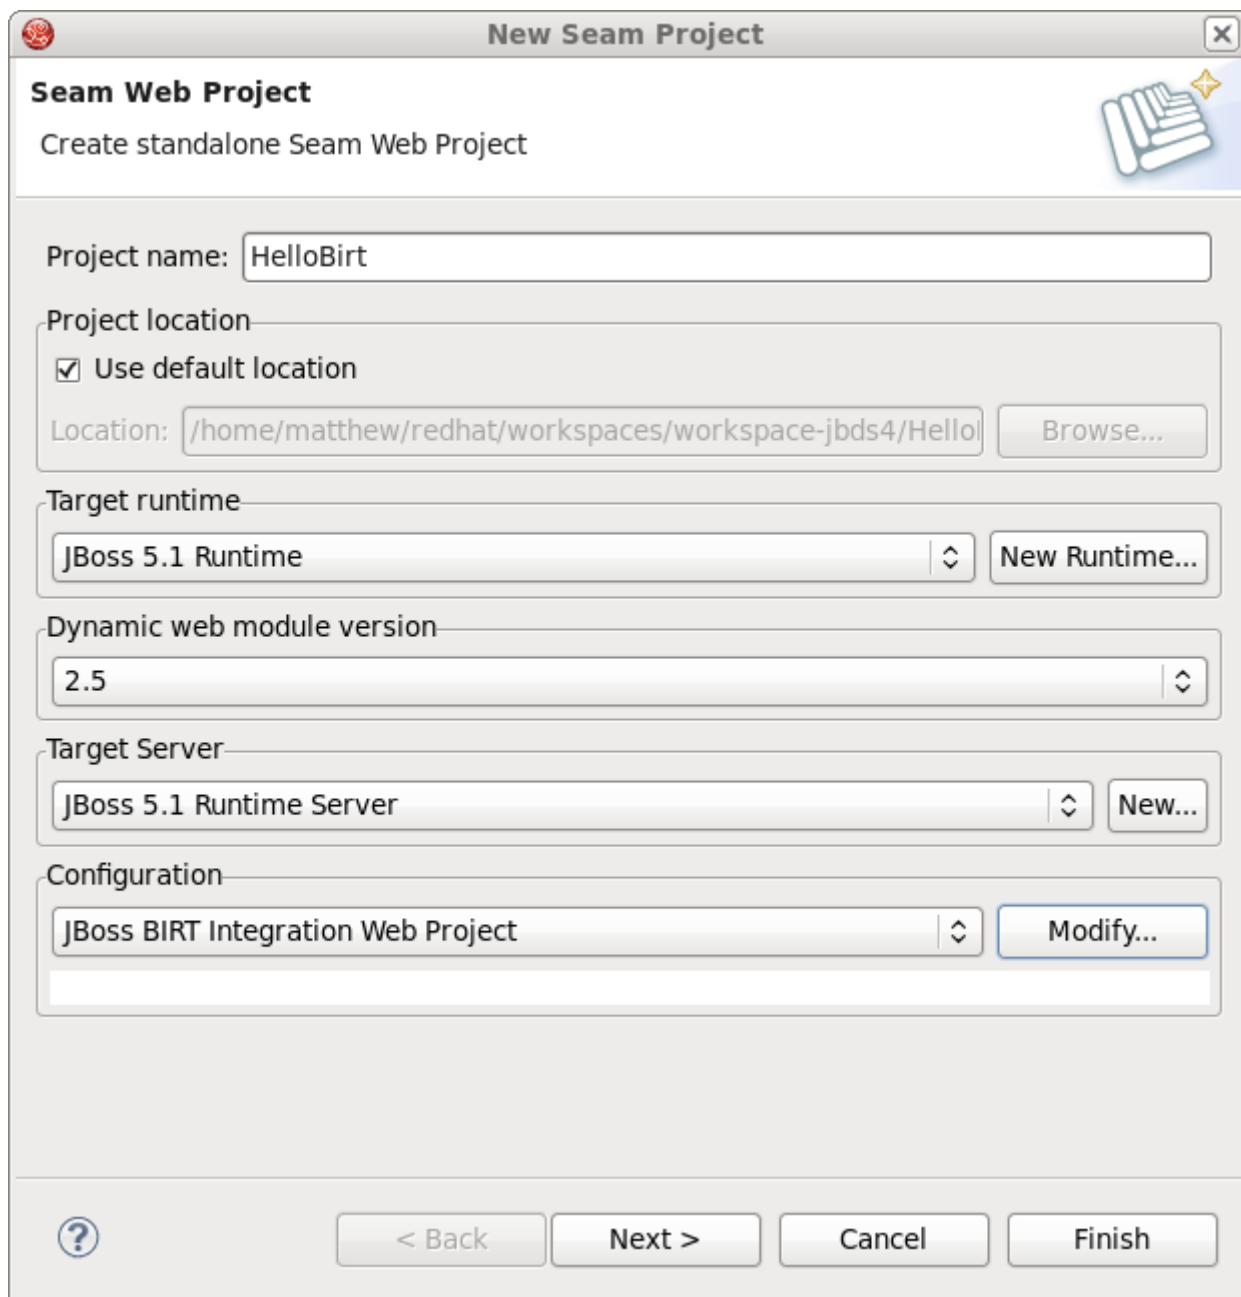 New Seam Project
Seam Web Project
Create standalone Seam Web Project
Project name: HelloBirt
Project location
Use default location
Location: /home/matthew/redhat/workspaces/workspace-jbds4/Hello Browse...
Target runtime
JBoss 5.1 Runtime New Runtime...
Dynamic web module version
2.5
Target Server
JBoss 5.1 Runtime Server New...
Configuration
JBoss BIRT Integration Web Project Modify...
? < Back Next > Cancel Finish